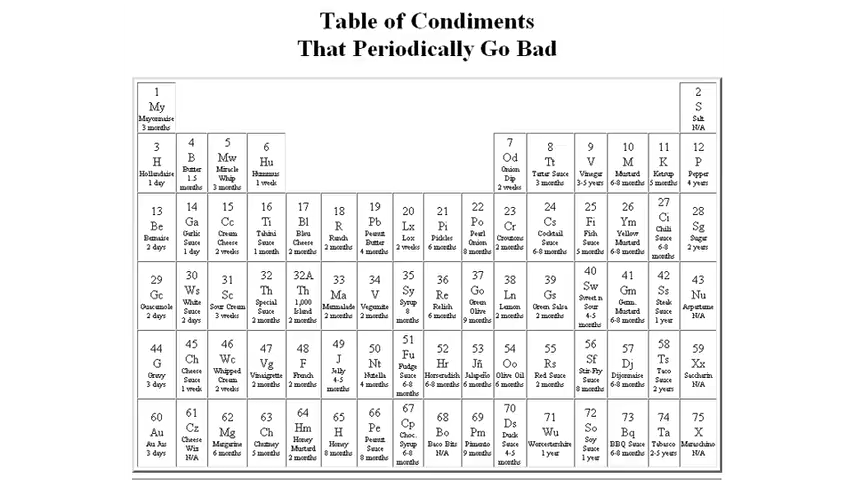 Table of Condiments
That Periodically Go Bad
1
My
Mayonnaise
3 months
2
S
Salt
N/A
3
H
Hollandaise
1 day
4
B
Butter
1.5
months
5
Mw
Miracle
Whip
3 months
6
Hu
Hummus
1 week
7
Od
Onion
Dip
2 weeks
8
Tt
Tartar Sauce
3 months
9
V
Vinegar
3-5 years
10
M
Mustard
6-8 months
11
K
Ketsup
5 months
12
P
Pepper
4 years
13
Be
Bernaise
2 days
14
Ga
Garlic
Sauce
1 day
15
Cc
Cream
Cheese
2 weeks
16
Ti
Tahini
Sauce
1 month
17
Bl
Bleu
Cheese
2 months
18
R
Ranch
2 months
19
Pb
Peanut
Butter
4 months
20
Lx
Lox
2 weeks
21
Pi
Pickles
6 months
22
Po
Pearl
Onion
8 months
23
Cr
Croutons
2 months
24
Cs
Cocktail
Sauce
6-8 months
25
Fi
Fish
Sauce
5 months
26
Ym
Yellow
Mustard
6-8 months
27
Ci
Chili
Sauce
6-8
months
28
Sg
Sugar
2 years
29
Gc
Guacamole
2 days
30
Ws
White
Sauce
2 days
31
Sc
Sour Cream
3 weeks
32
Th
Special
Sauce
2 months
32A
Th
1,000
Island
2 months
33
Ma
Marmalade
2 months
34
V
Vegemite
2 months
35
Sy
Syrup
8
months
36
Re
Relish
6 months
37
Go
Green
Olive
9 months
38
Ln
Lemon
2 months
39
Gs
Green Salsa
2 months
40
Sw
Sweet n
Sour
4-5
months
41
Gm
Germ.
Mustard
6-8 months
42
Ss
Steak
Sauce
1 year
43
Nu
Aspertame
N/A
44
G
Gravy
3 days
45
Ch
Cheese
Sauce
1 week
46
Wc
Whipped
Cream
2 weeks
47
Vg
Vinaigrette
2 months
48
F
French
2 months
49
J
Jelly
4-5
months
50
Nt
Nutella
4 months
51
Fu
Fudge
Sauce
6-8
months
52
Hr
Horseradish
6-8 months
53
Jñ
Jalapeño
6 months
54
Oo
Olive Oil
6 months
55
Rs
Red Sauce
2 months
56
Sf
Stir-Fry
Sauce
8 months
57
Dj
Dijonnaise
6-8 months
58
Ts
Taco
Sauce
2 years
59
Xx
Saccharin
N/A
60
Au
Au Jus
3 days
61
Cz
Cheese
Wiz
N/A
62
Mg
Margarine
6 months
63
Ch
Chutney
5 months
64
Hm
Honey
Mustard
2 months
65
H
Honey
8 months
66
Pe
Peanut
Sauce
8 months
67
Cp
Choc.
Syrup
6-8
months
68
Bo
Baco Bits
N/A
69
Pm
Pimento
9 months
70
Ds
Duck
Sauce
4-5
months
71
Wu
Worcestershire
1 year
72
So
Soy
Sauce
1 year
73
Bq
BBQ Sauce
6-8 months
74
Ta
Tabasco
2-5 years
75
X
Maraschino
N/A